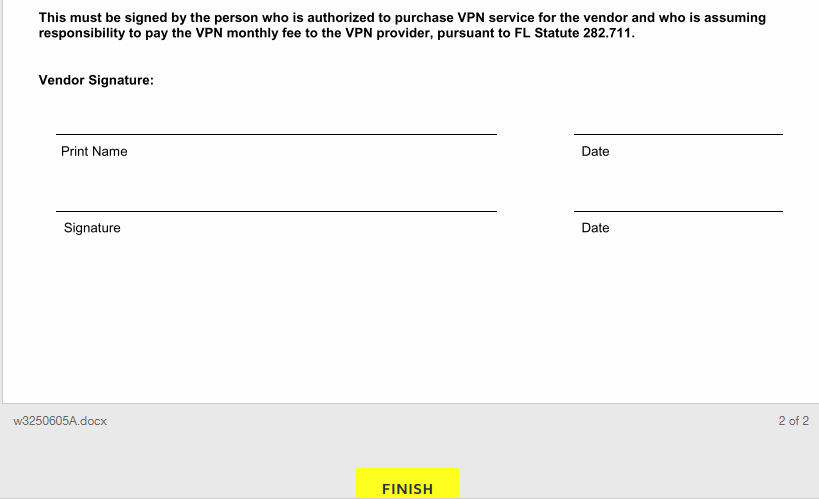 This must be signed by the person who is authorized to purchase VPN service for the vendor and who is assuming
responsibility to pay the VPN monthly fee to the VPN provider, pursuant to FL Statute 282.711.
Vendor Signature:
Print Name Date
Signature Date
w3250605A.docx 2 of 2
FINISH